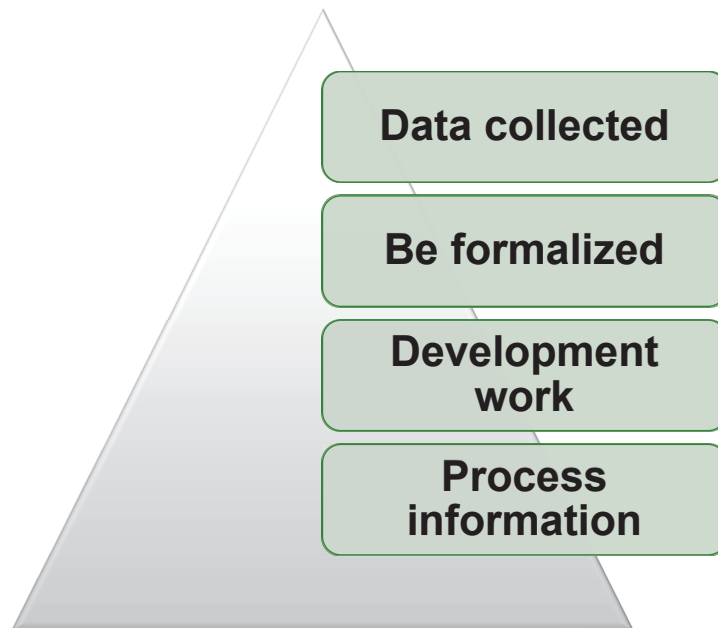 Data collected
Be formalized
Development
work
Process
information